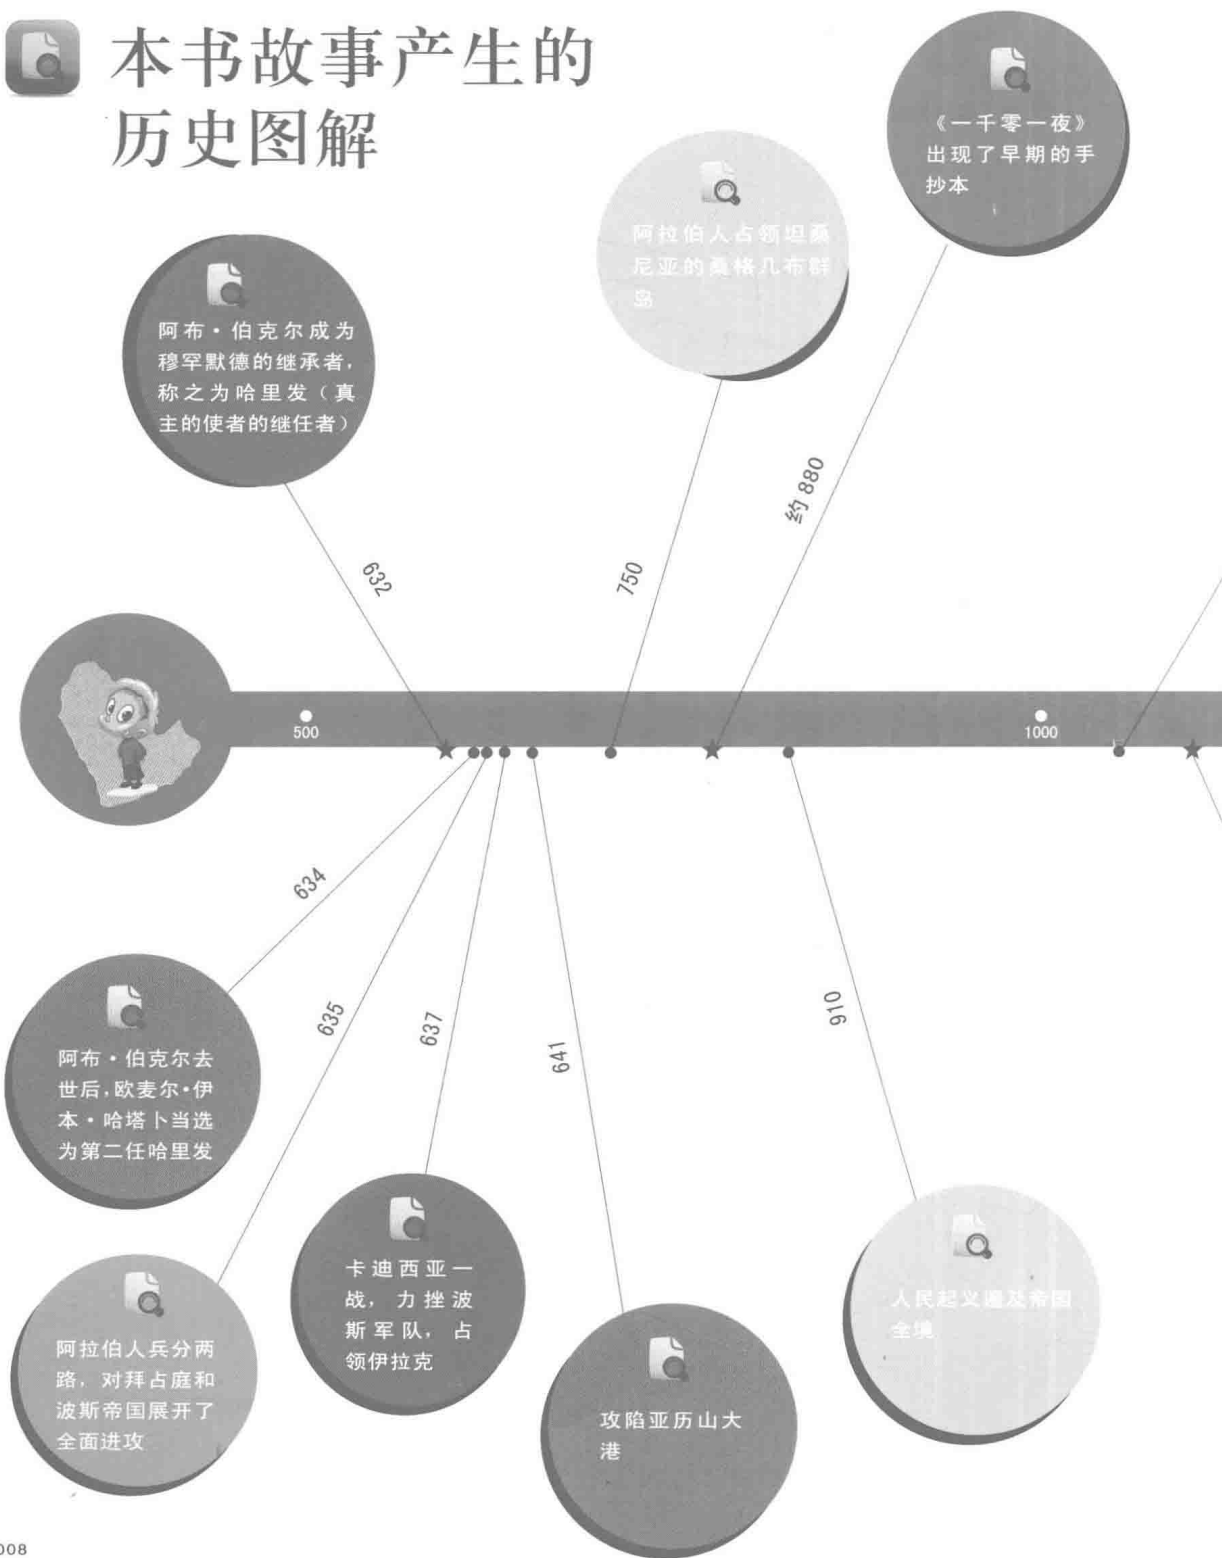 本书故事产生的
历史图解
《一千零一夜》
出现了早期的手
抄本
阿拉伯人占领坦桑
尼亚的桑格几布群
岛
阿布·伯克尔成为
穆罕默德的继承者，
称之为哈里发（真
主的使者的继任者）
632
750
约 880
500
1000
634
635
637
641
910
阿布·伯克尔去
世后，欧麦尔·伊
本·哈塔卜当选
为第二任哈里发
阿拉伯人兵分两
路，对拜占庭和
波斯帝国展开了
全面进攻
卡迪西亚一
战，力挫波
斯军队，占
领伊拉克
攻陷亚历山大
港
人民起义遍及帝国
全境
008